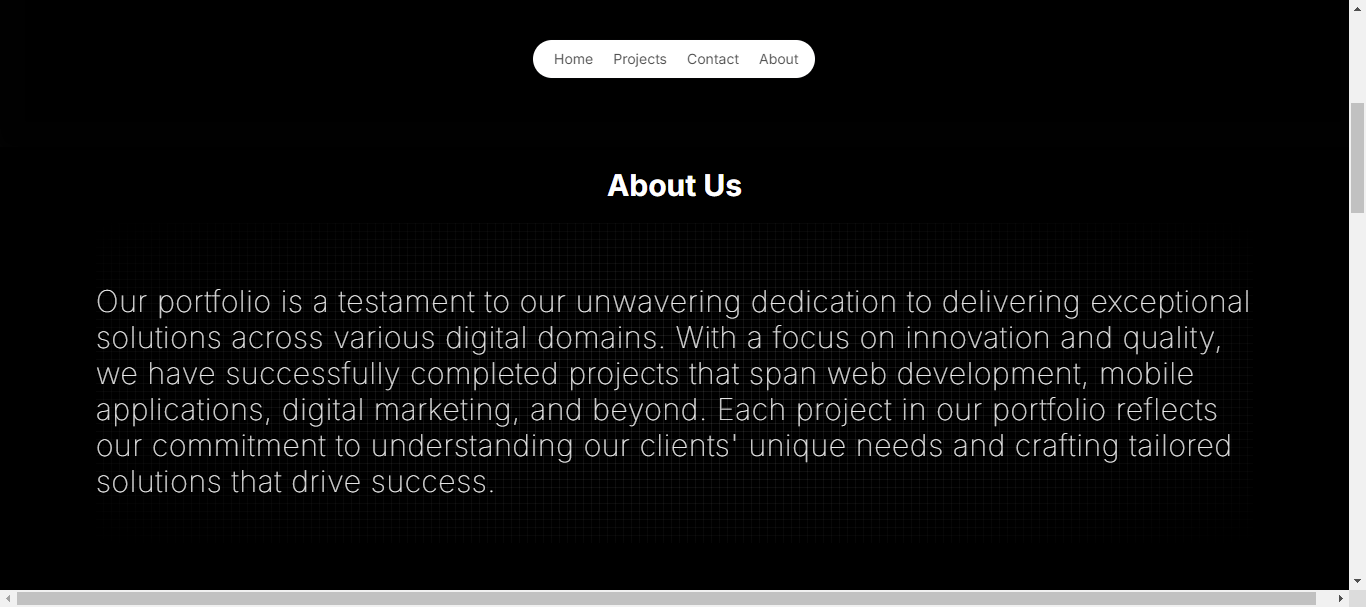 Home Projects Contact About
About Us
Our portfolio is a testament to our unwavering dedication to delivering exceptional
solutions across various digital domains. With a focus on innovation and quality,
we have successfully completed projects that span web development, mobile
applications, digital marketing, and beyond. Each project in our portfolio reflects
our commitment to understanding our clients' unique needs and crafting tailored
solutions that drive success.